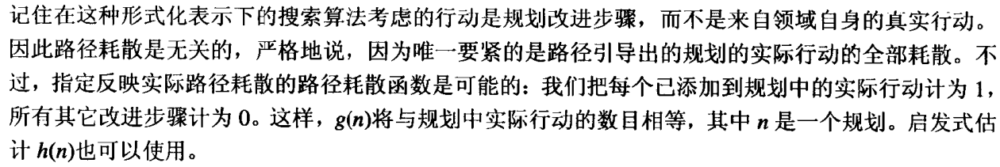 记住在这种形式化表示下的搜索算法考虑的行动是规划改进步骤，而不是来自领域自身的真实行动。
因此路径耗散是无关的，严格地说，因为唯一要紧的是路径引导出的规划的实际行动的全部耗散。不
过，指定反映实际路径耗散的路径耗散函数是可能的：我们把每个已添加到规划中的实际行动计为 1，
所有其它改进步骤计为 0。这样，g(n)将与规划中实际行动的数目相等，其中 n 是一个规划。启发式估
计 h(n)也可以使用。